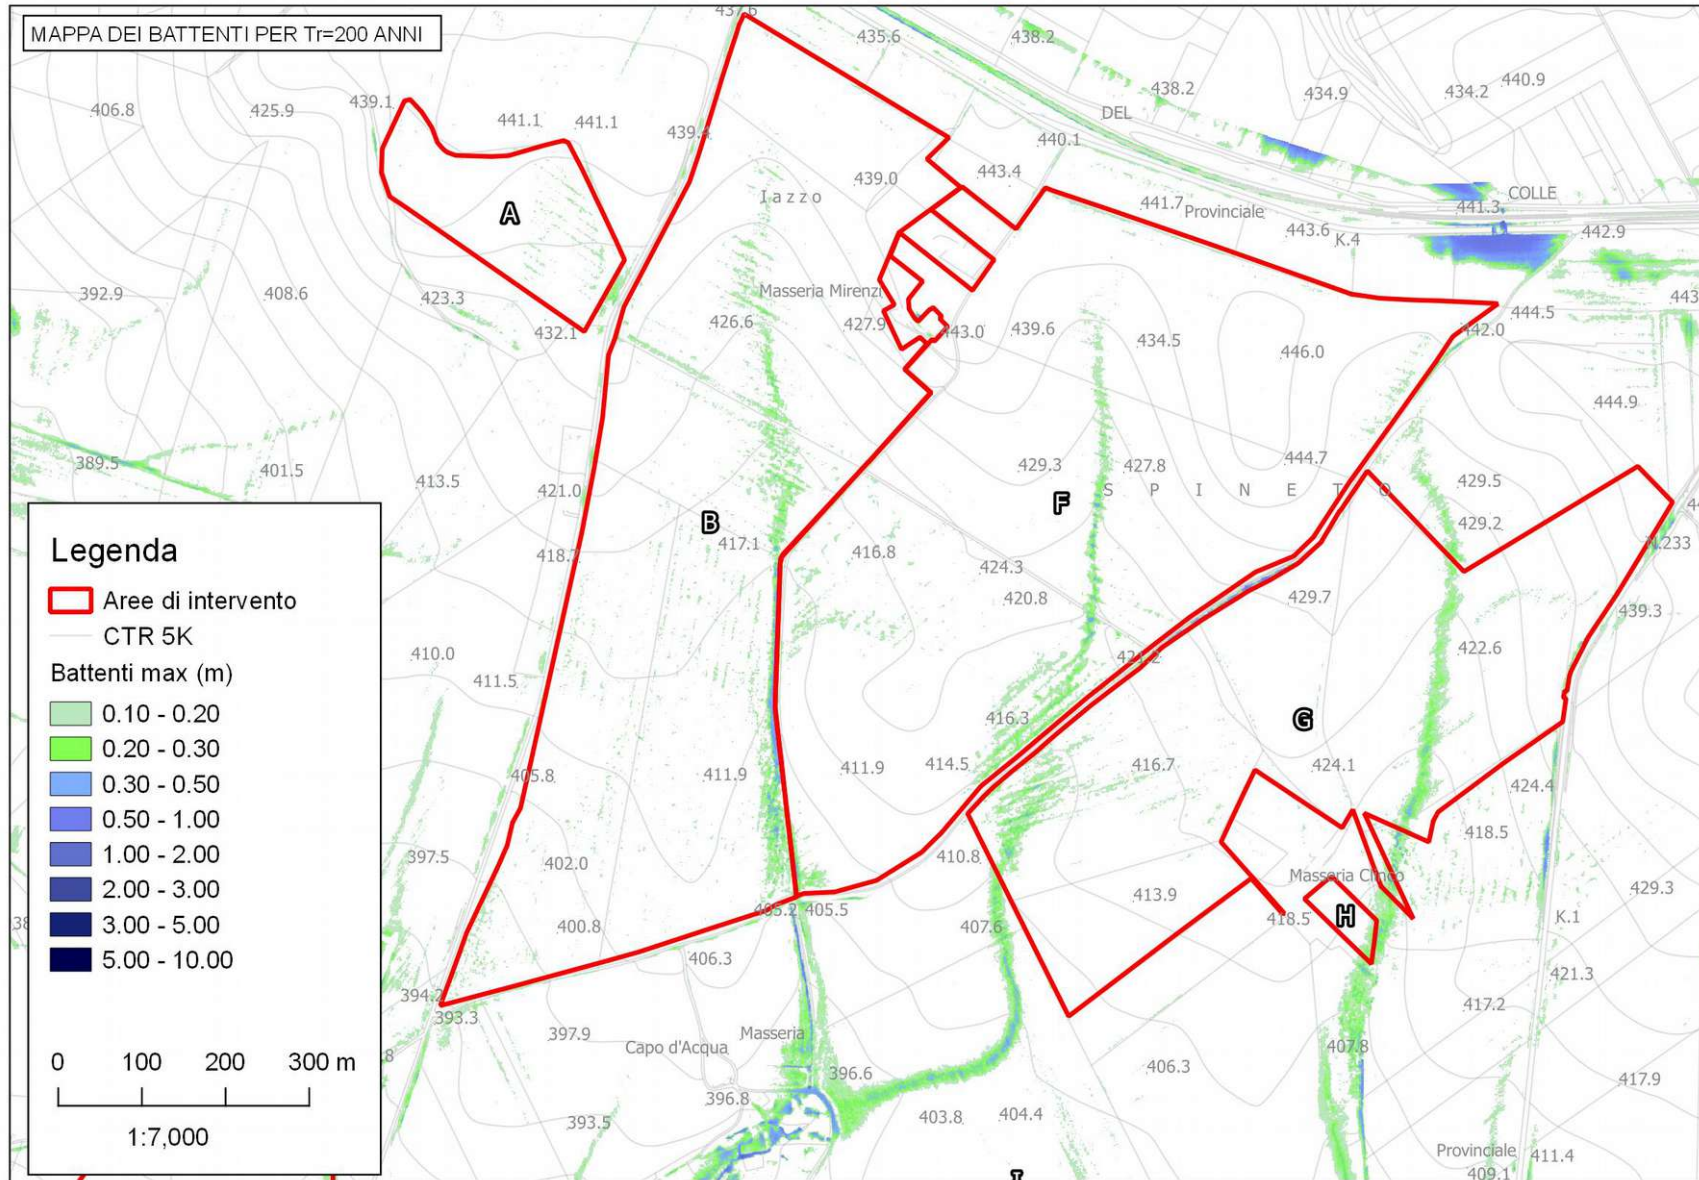 MAPPA DEI BATTENTI PER Tr=200 ANNI
437.6
435.6
438.2
438.2
434.9
434.2
440.9
406.8
425.9
439.1
441.1
441.1
439.4
DEL
440.1
439.0
443.4
Iazzo
441.7
Provinciale
443.6
K.4
441.3
COLLE
442.9
A
392.9
408.6
423.3
432.1
Masseria Mirenzi
426.6
427.9
443.0
439.6
434.5
446.0
442.0
444.5
443
444.9
389.5
401.5
413.5
421.0
429.3
427.8
444.7
429.5
429.2
S P I N E T O
F
B
417.1
416.8
418.7
424.3
420.8
429.7
N.233
439.3
410.0
411.5
421.2
422.6
416.3
G
405.8
411.9
411.9
414.5
416.7
424.1
424.4
418.5
397.5
402.0
410.8
413.9
Masseria Clinco
429.3
400.8
405.2
405.5
407.6
418.5
H
K.1
406.3
421.3
394.2
393.3
397.9
Masseria
Capo d'Acqua
417.2
407.8
396.6
406.3
417.9
396.8
393.5
403.8
404.4
Provinciale
411.4
409.1
Legenda
Aree di intervento
CTR 5K
Battenti max (m)
0.10 - 0.20
0.20 - 0.30
0.30 - 0.50
0.50 - 1.00
1.00 - 2.00
2.00 - 3.00
3.00 - 5.00
5.00 - 10.00
0 100 200 300 m
1:7,000